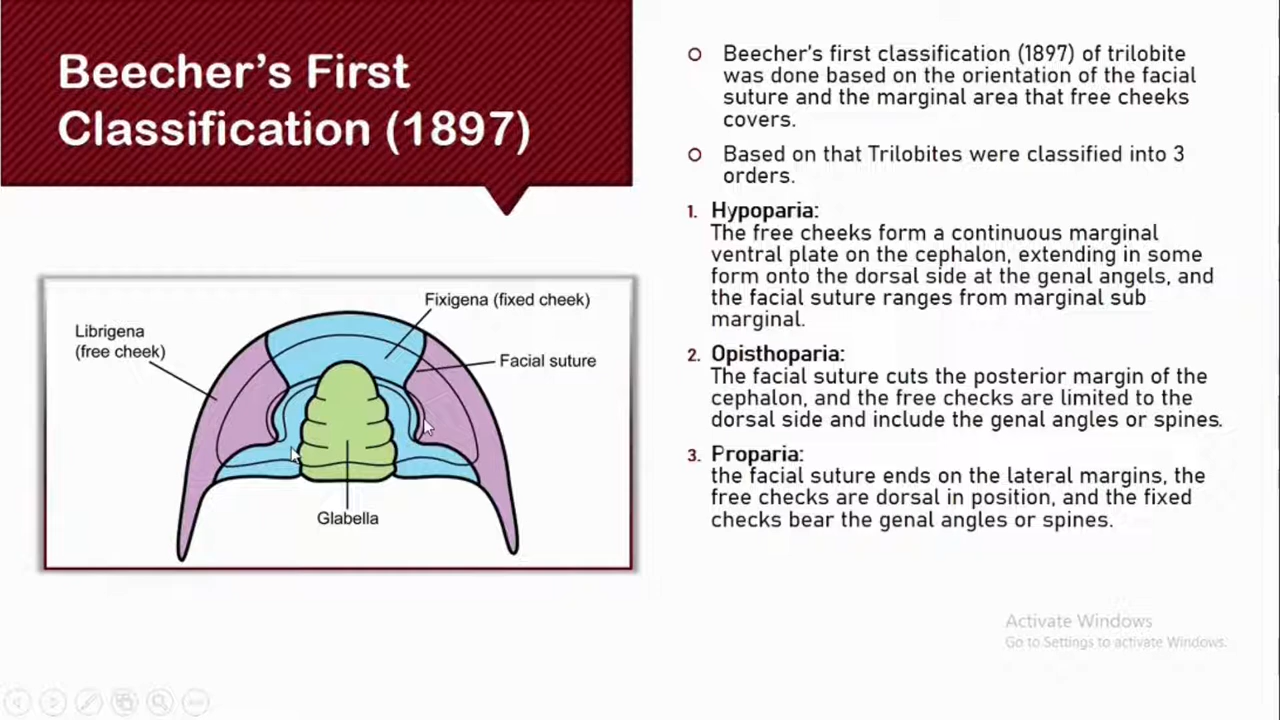 Beecher's First
Classification (1897)
Fixigena (fixed cheek)
Librigena
(free cheek)
Facial suture
Glabella
Beecher's first classification (1897) of trilobite
was done based on the orientation of the facial
suture and the marginal area that free cheeks
covers.
Based on that Trilobites were classified into 3
orders.
1. Hypoparia:
The free cheeks form a continuous marginal
ventral plate on the cephalon, extending in some
form onto the dorsal side at the genal angels, and
the facial suture ranges from marginal sub
marginal.
2. Opisthoparia:
The facial suture cuts the posterior margin of the
cephalon, and the free checks are limited to the
dorsal side and include the genal angles or spines.
3. Proparia:
the facial suture ends on the lateral margins, the
free checks are dorsal in position, and the fixed
checks bear the genal angles or spines.
Activate Windows
Go to Settings to activate Windows.